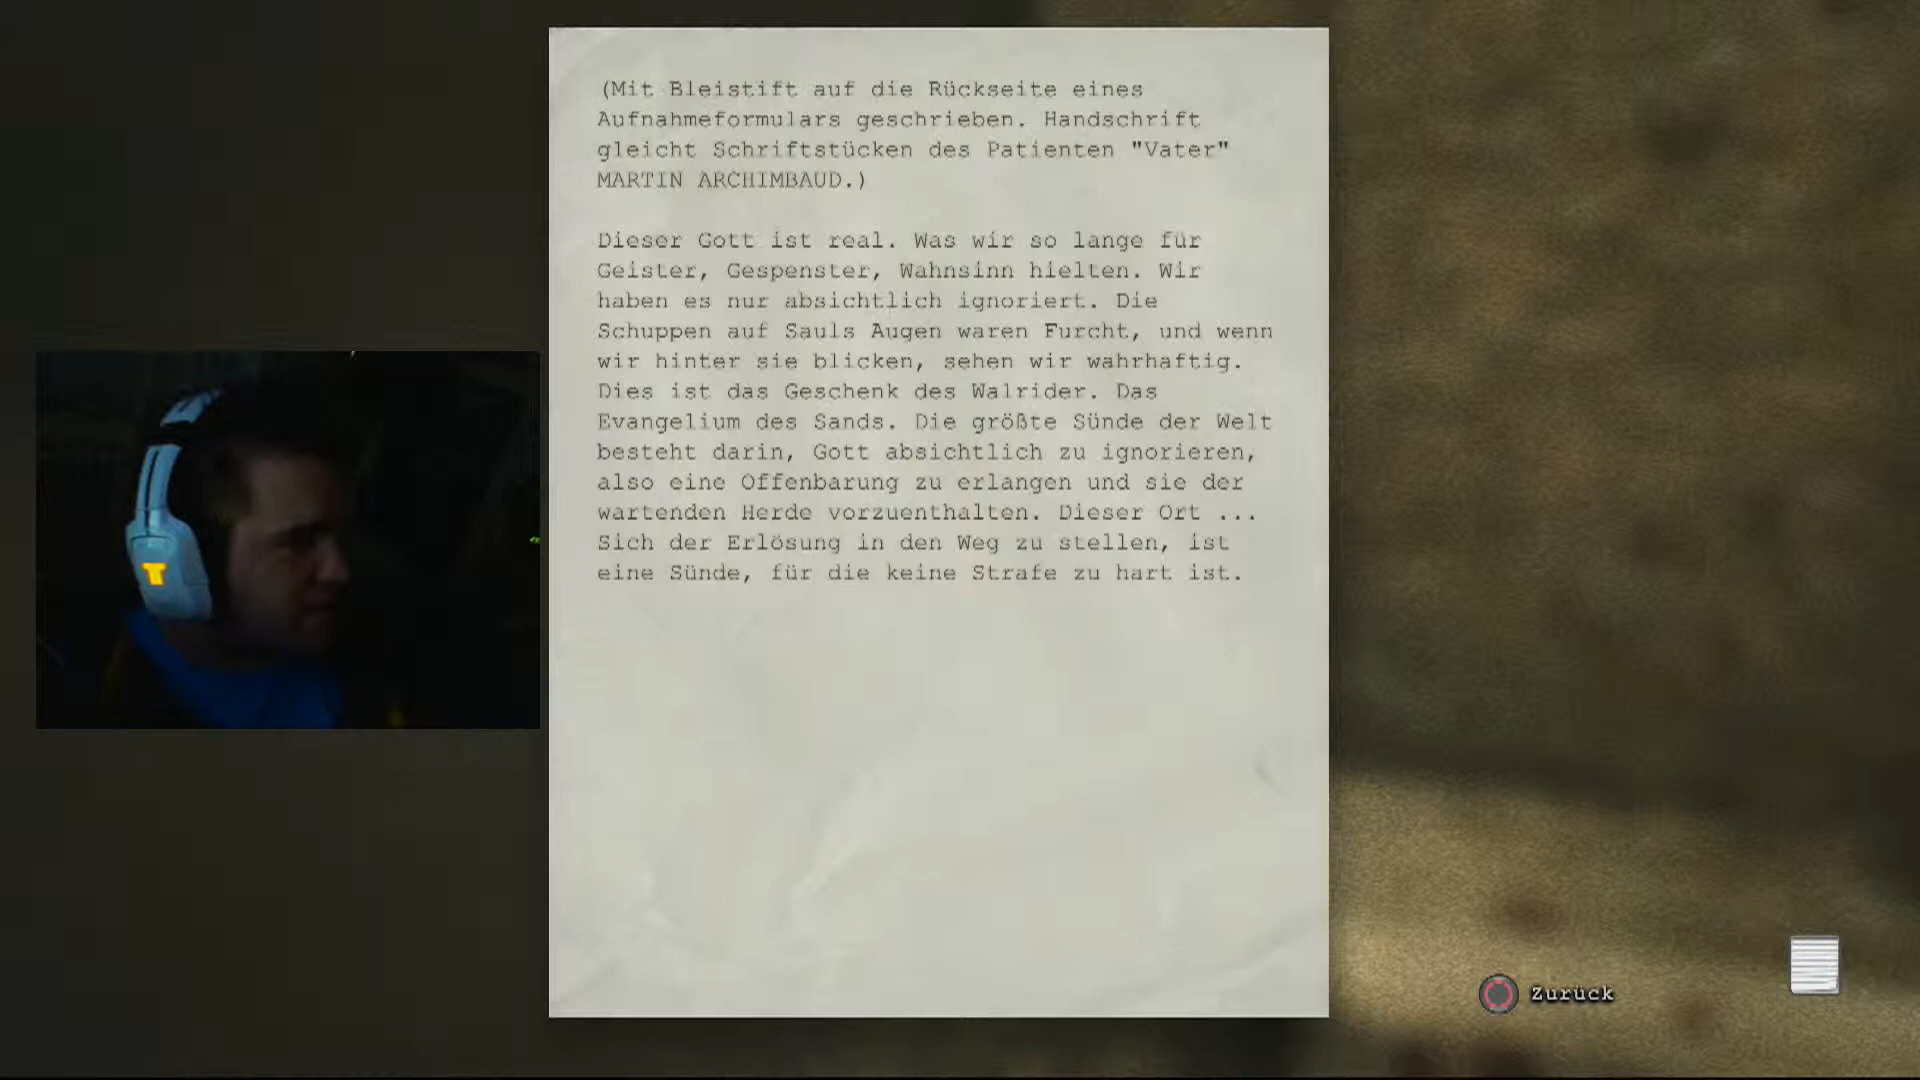 (Mit Bleistift auf die Rückseite eines
Aufnahmeformulars geschrieben. Handschrift
gleicht Schriftstücken des Patienten "Vater"
MARTIN ARCHIMBAUD.)
Dieser Gott ist real. Was wir so lange für
Geister, Gespenster, Wahnsinn hielten. Wir
haben es nur absichtlich ignoriert. Die
Schuppen auf Sauls Augen waren Furcht, und wenn
wir hinter sie blicken, sehen wir wahrhaftig.
Dies ist das Geschenk des Walrider. Das
Evangelium des Sands. Die größte Sünde der Welt
besteht darin, Gott absichtlich zu ignorieren,
also eine Offenbarung zu erlangen und sie der
wartenden Herde vorzuenthalten. Dieser Ort ...
Sich der Erlösung in den Weg zu stellen, ist
eine Sünde, für die keine Strafe zu hart ist.
Zurück